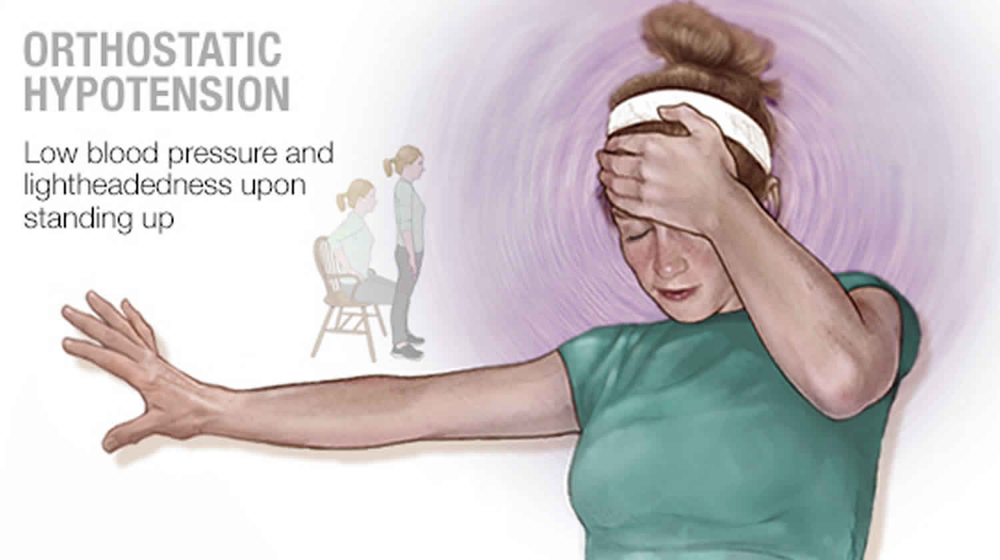 ORTHOSTATIC
HYPOTENSION
Low blood pressure and
lightheadedness upon
standing up